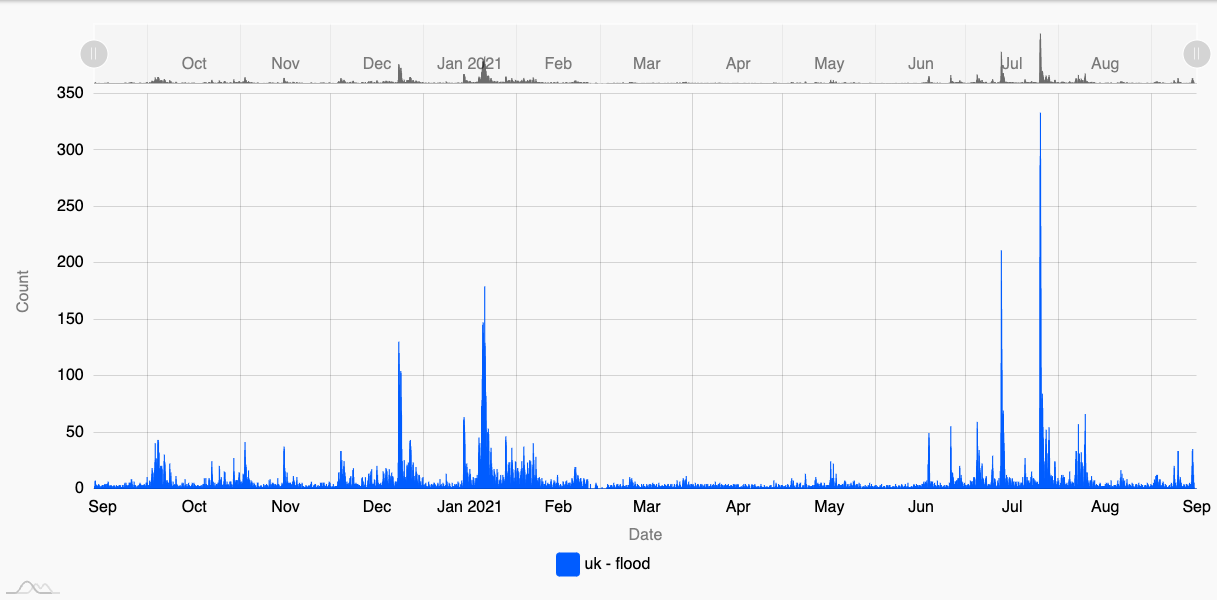 Oct Nov Dec Jan 2021 Feb Mar Apr May Jun Jul Aug
350
300
250
200
150
100
50
0
Count
Sep Oct Nov Dec Jan 2021 Feb Mar Apr May Jun Jul Aug Sep
Date
uk - flood